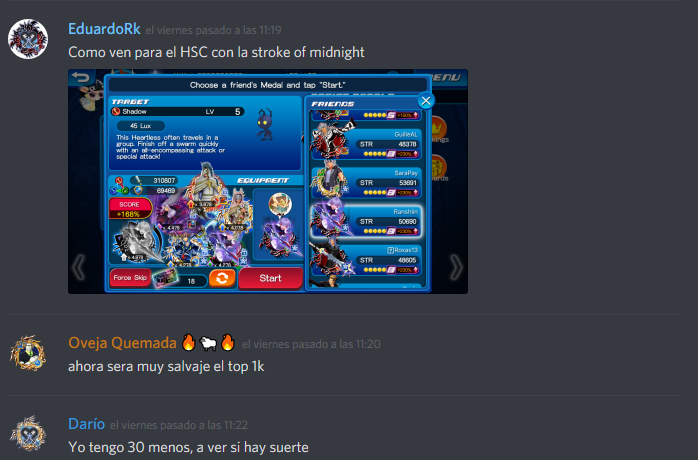 EduardoRk el viernes pasado a las 11:19
Como ven para el HSC con la stroke of midnight
Choose a friend's Medal and tap "Start."
TARGET
Shadow LV 5
45 Lux
This Heartless often travels in a
group. Finish off a swarm quickly
with an all-encompassing attack or
special attack!
310807
69469
EQUIPMENT
SCORE
+168%
Force Skip
18
Start
FRIENDS
GuilleAL
STR 48378
SaraPay
STR 53691
Ranshiin
STR 50690
Roxas13
STR 48605
MENU
Oveja Quemada el viernes pasado a las 11:20
ahora sera muy salvaje el top 1k
Darío el viernes pasado a las 11:22
Yo tengo 30 menos, a ver si hay suerte